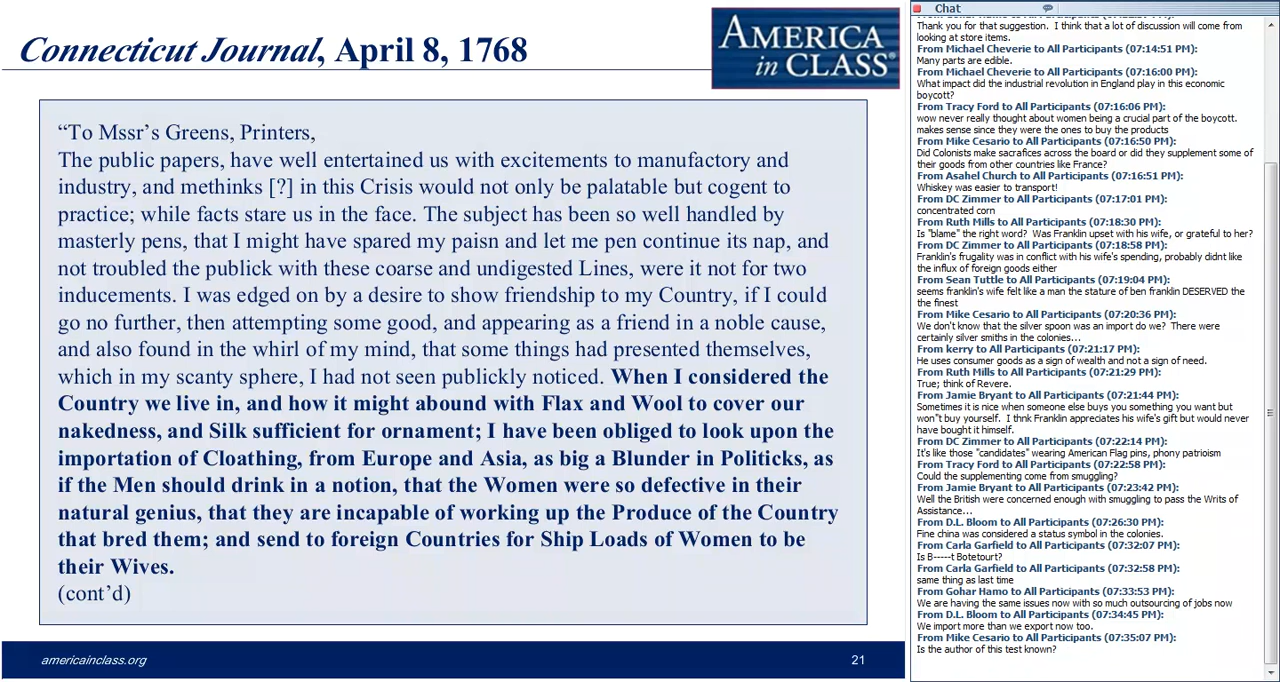 Connecticut Journal, April 8, 1768
AMERICA
in CLASS®
“To Mssr’s Greens, Printers,
The public papers, have well entertained us with excitements to manufactory and
industry, and methinks [?] in this Crisis would not only be palatable but cogent to
practice; while facts stare us in the face. The subject has been so well handled by
masterly pens, that I might have spared my paisn and let me pen continue its nap, and
not troubled the publick with these coarse and undigested Lines, were it not for two
inducements. I was edged on by a desire to show friendship to my Country, if I could
go no further, then attempting some good, and appearing as a friend in a noble cause,
and also found in the whirl of my mind, that some things had presented themselves,
which in my scanty sphere, I had not seen publickly noticed. When I considered the
Country we live in, and how it might abound with Flax and Wool to cover our
nakedness, and Silk sufficient for ornament; I have been obliged to look upon the
importation of Cloathing, from Europe and Asia, as big a Blunder in Politicks, as
if the Men should drink in a notion, that the Women were so defective in their
natural genius, that they are incapable of working up the Produce of the Country
that bred them; and send to foreign Countries for Ship Loads of Women to be
their Wives.
(cont’d)
americainclass.org
21
Chat
Thank you for that suggestion. I think that a lot of discussion will come from
looking at store items.
From Michael Cheverie to All Participants (07:14:51 PM):
Many parts are edible.
From Michael Cheverie to All Participants (07:16:00 PM):
What impact did the industrial revolution in England play in this economic
boycott?
From Tracy Ford to All Participants (07:16:06 PM):
wow never really thought about women being a crucial part of the boycott.
makes sense since they were the ones to buy the products
From Mike Cesario to All Participants (07:16:50 PM):
Did Colonists make sacrafices across the board or did they supplement some of
their goods from other countries like France?
From Asahel Church to All Participants (07:16:51 PM):
Whiskey was easier to transport!
From DC Zimmer to All Participants (07:17:01 PM):
concentrated corn
From Ruth Mills to All Participants (07:18:30 PM):
Is "blame" the right word? Was Franklin upset with his wife, or grateful to her?
From DC Zimmer to All Participants (07:18:58 PM):
Franklin's frugality was in conflict with his wife's spending, probably didnt like
the influx of foreign goods either
From Sean Tuttle to All Participants (07:19:04 PM):
seems franklin's wife felt like a man the stature of ben franklin DESERVED the
the finest
From Mike Cesario to All Participants (07:20:36 PM):
We don't know that the silver spoon was an import do we? There were
certainly silver smiths in the colonies...
From kerry to All Participants (07:21:17 PM):
He uses consumer goods as a sign of wealth and not a sign of need.
From Ruth Mills to All Participants (07:21:29 PM):
True; think of Revere.
From Jamie Bryant to All Participants (07:21:44 PM):
Sometimes it is nice when someone else buys you something you want but
won"t buy yourself. I thnk Franklin appreciates his wife's gift but would never
have bought it himself.
From DC Zimmer to All Participants (07:22:14 PM):
It's like those "candidates" wearing American Flag pins, phony patrioism
From Tracy Ford to All Participants (07:22:58 PM):
Could the supplementing come from smuggling?
From Jamie Bryant to All Participants (07:23:42 PM):
Well the British were concerned enough with smuggling to pass the Writs of
Assistance...
From D.L. Bloom to All Participants (07:26:30 PM):
Fine china was considered a status symbol in the colonies.
From Carla Garfield to All Participants (07:32:07 PM):
Is B-----t Botetourt?
From Carla Garfield to All Participants (07:32:58 PM):
same thing as last time
From Gohar Hamo to All Participants (07:33:53 PM):
We are having the same issues now with so much outsourcing of jobs now
From D.L. Bloom to All Participants (07:34:45 PM):
We import more than we export now too.
From Mike Cesario to All Participants (07:35:07 PM):
Is the author of this test known?